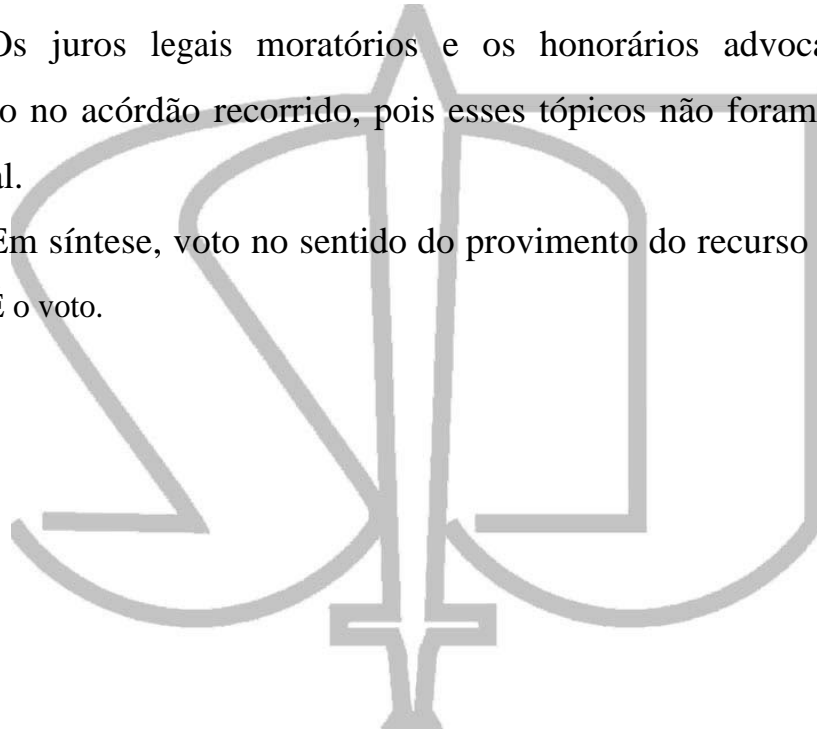 Os juros legais moratórios e os honorários advoca
o no acórdão recorrido, pois esses tópicos não foram
al.
Em síntese, voto no sentido do provimento do recurso
É o voto.
STJ